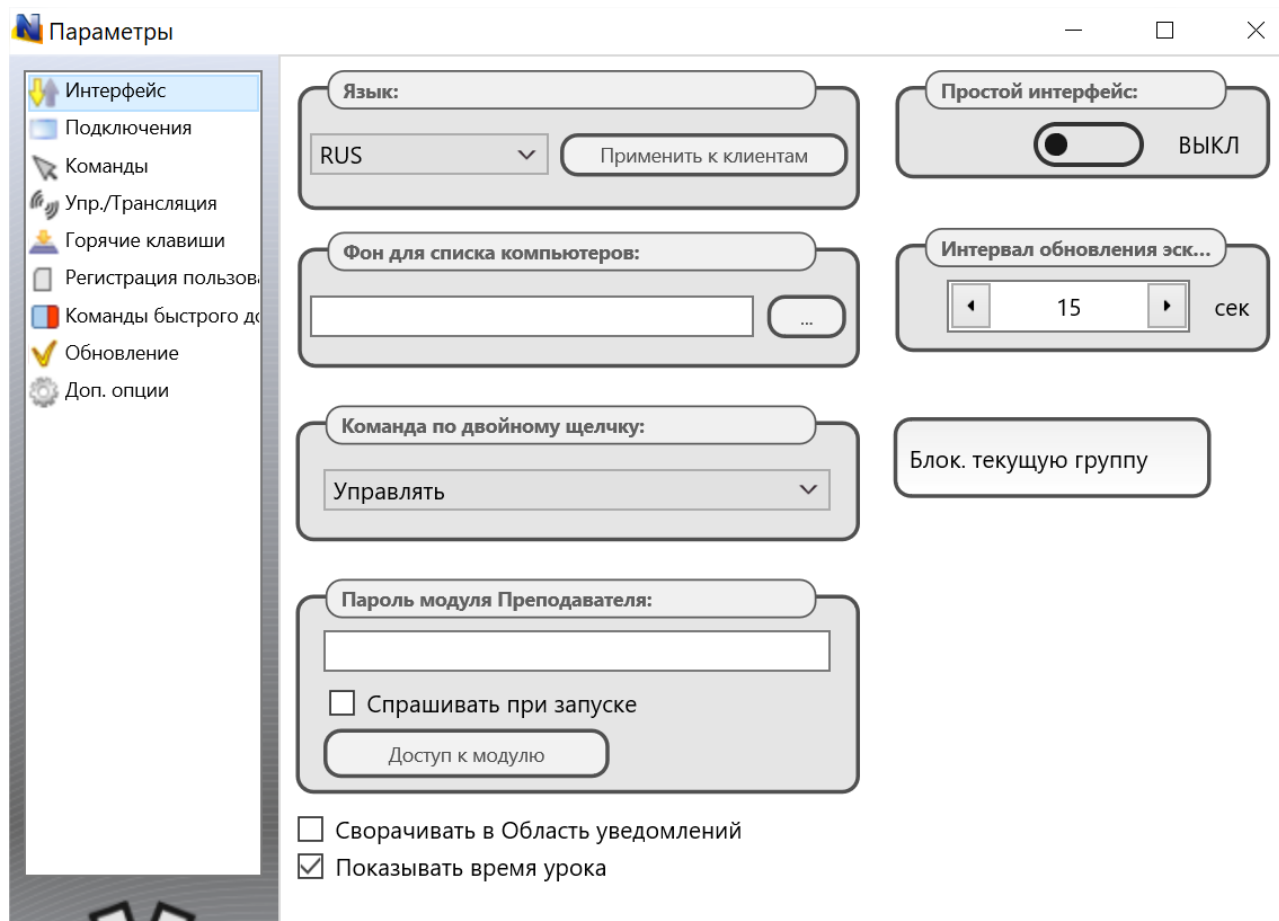 Параметры
Интерфейс
Подключения
Команды
Упр./Трансляция
Горячие клавиши
Регистрация пользова
Команды быстрого до
Обновление
Доп. опции
Язык:
RUS
Применить к клиентам
Фон для списка компьютеров:
...
Команда по двойному щелчку:
Управлять
Пароль модуля Преподавателя:
Спрашивать при запуске
Доступ к модулю
Сворачивать в Область уведомлений
Показывать время урока
Простой интерфейс:
ВЫКЛ
Интервал обновления эск...
15
сек
Блок. текущую группу